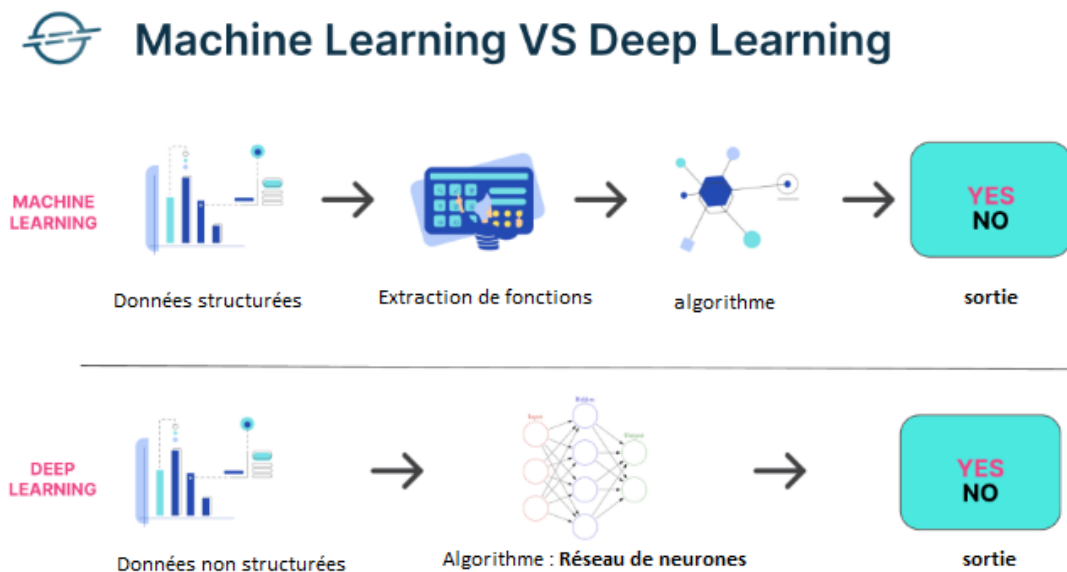 Machine Learning VS Deep Learning
MACHINE
LEARNING
YES
NO
Données structurées
Extraction de fonctions
algorithme
sortie
DEEP
LEARNING
YES
NO
Données non structurées
Algorithme : Réseau de neurones
sortie